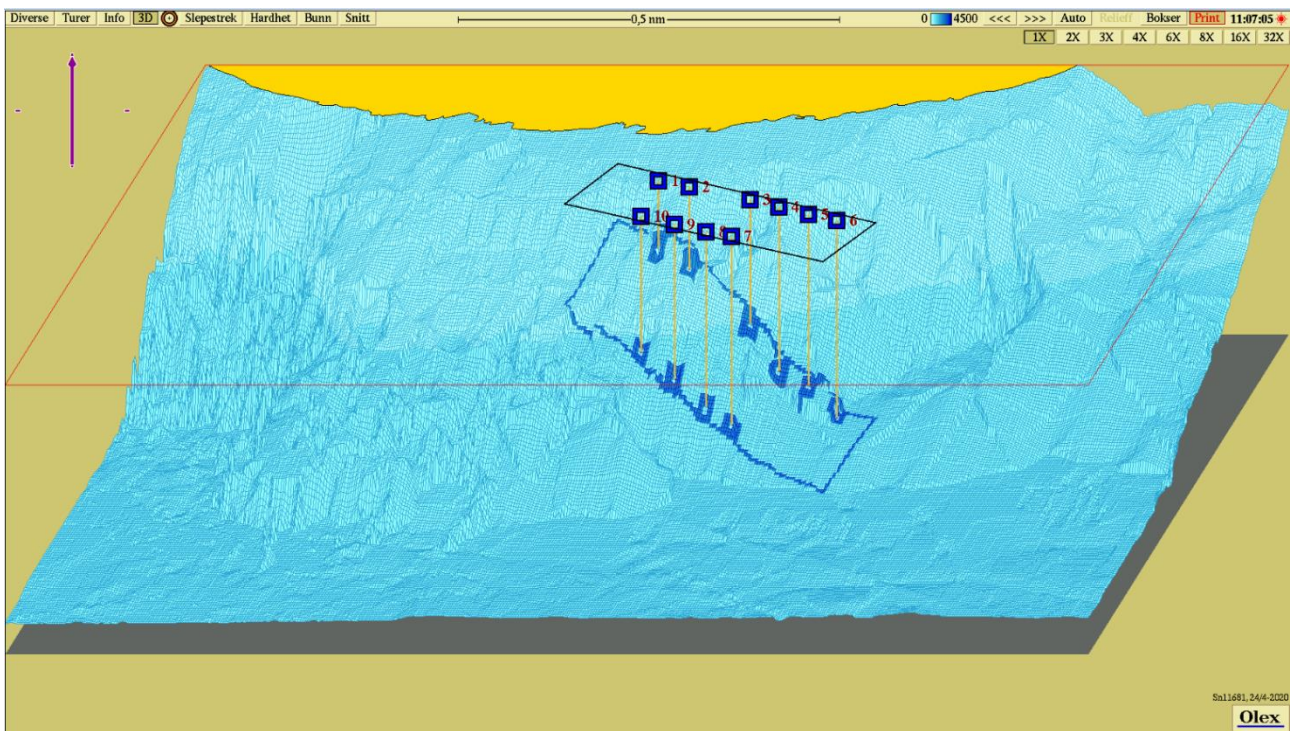 Diverse Turer Info 3D Slepestrek Hardhet Bunn Snitt 0,5 nm 0 4500 <<< >>> Auto Relieff Bokser Print 11:07:05
1X 2X 3X 4X 6X 8X 16X 32X
1 2 3 4 5 6
10 9 8 7
Sn11681, 24/4-2020
Olex